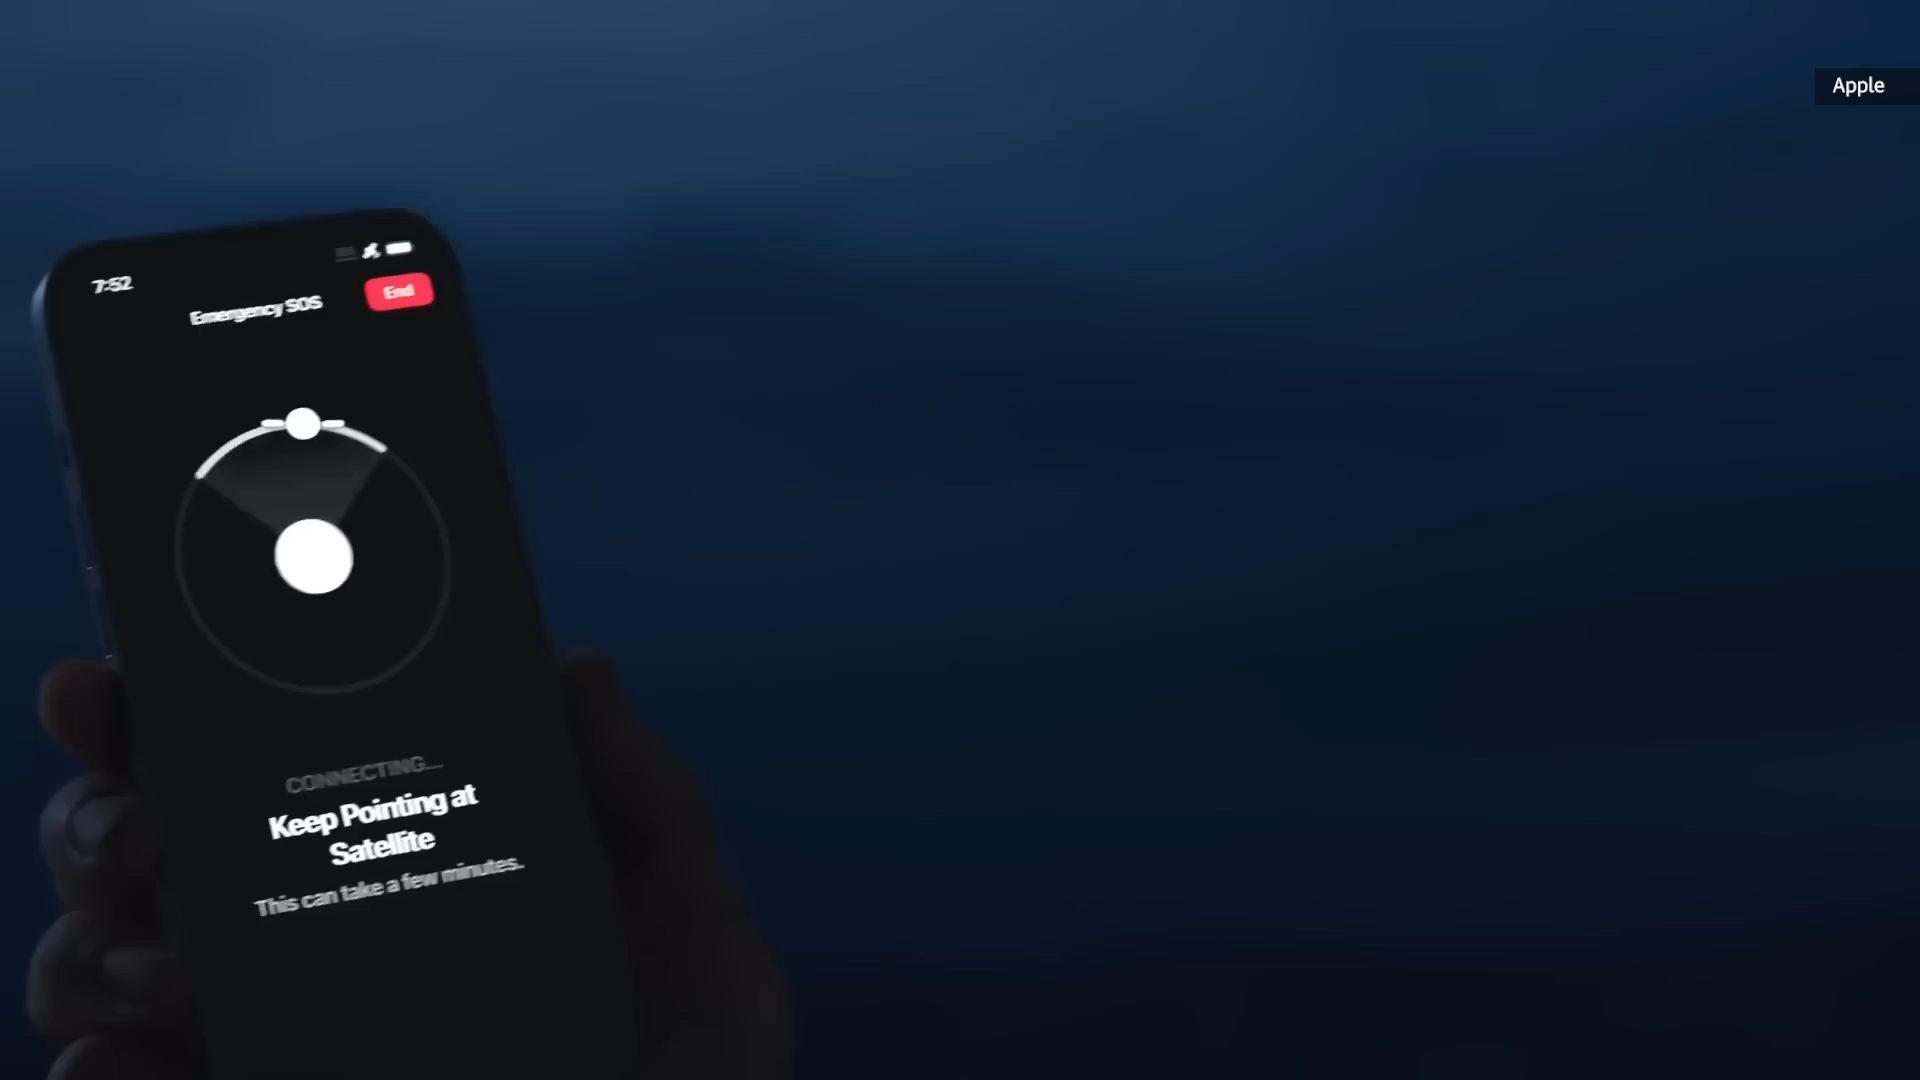 Apple
7:52
End
Emergency SOS
CONNECTING...
Keep Pointing at
Satellite
This can take a few minutes.